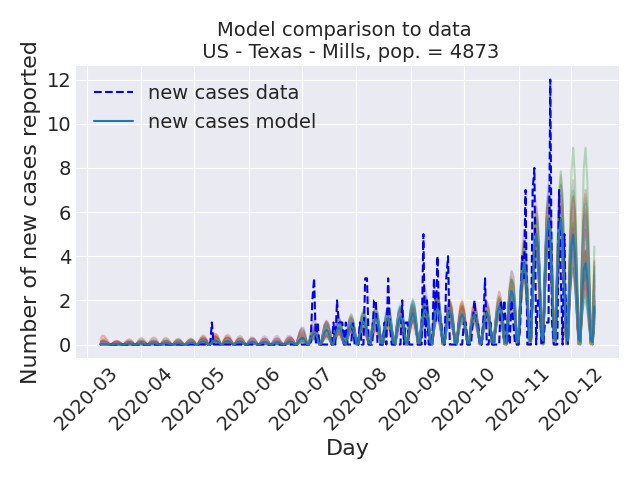 Model comparison to data
US - Texas - Mills, pop. = 4873
Number of new cases reported
12
10
8
6
4
2
0
new cases data
new cases model
2020-03
2020-04
2020-05
2020-06
2020-07
2020-08
2020-09
2020-10
2020-11
2020-12
Day